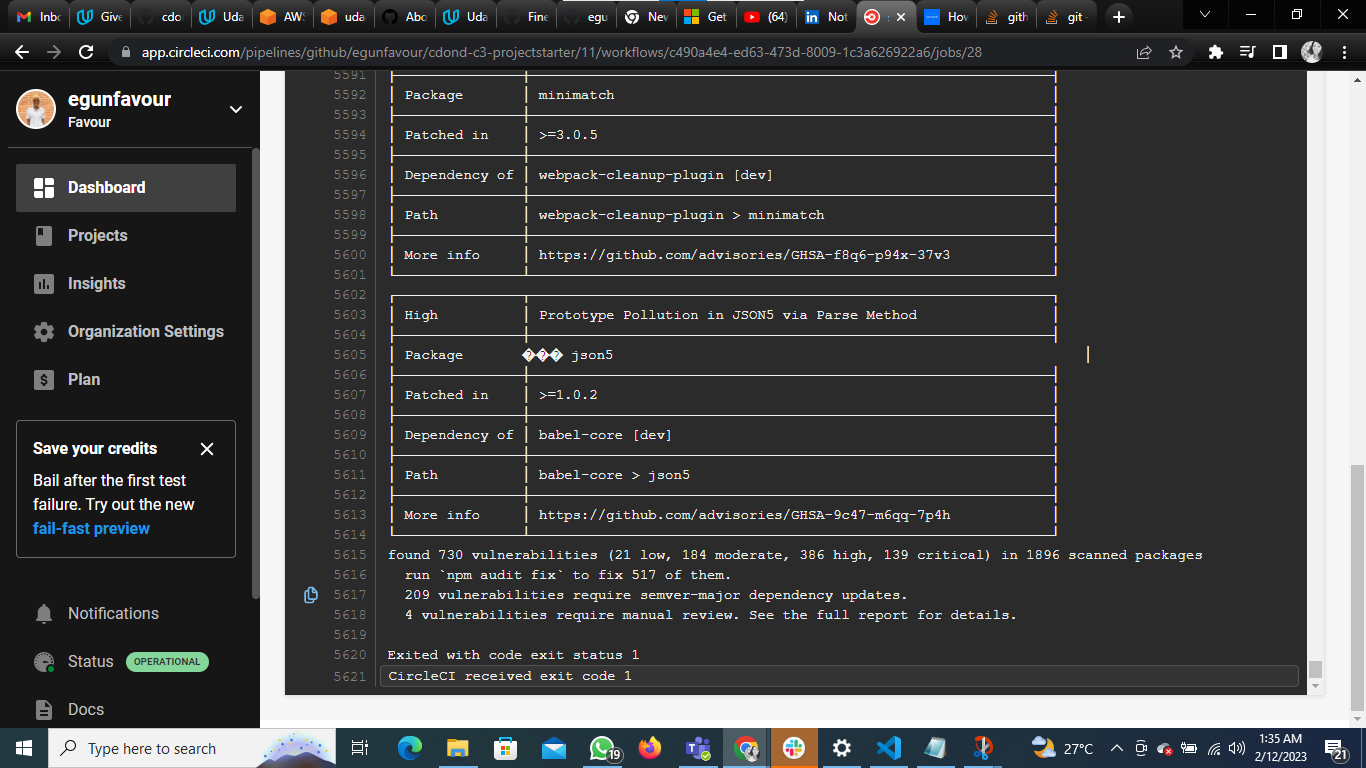 Inbo
Give
cdo
Uda
AWS
uda
Abo
Uda
Fine
egu
Nev
Get
(64)
Not
s
How
gith
git -
app.circleci.com/pipelines/github/egunfavour/cdond-c3-projectstarter/11/workflows/c490a4e4-ed63-473d-8009-1c3a626922a6/jobs/28
egunfavour
Favour
Dashboard
Projects
Insights
Organization Settings
Plan
Save your credits
Bail after the first test
failure. Try out the new
fail-fast preview
Notifications
Status OPERATIONAL
Docs
5591
5592 Package minimatch
5593
5594 Patched in >=3.0.5
5595
5596 Dependency of webpack-cleanup-plugin [dev]
5597
5598 Path webpack-cleanup-plugin > minimatch
5599
5600 More info https://github.com/advisories/GHSA-f8q6-p94x-37v3
5601
5602
5603 High Prototype Pollution in JSON5 via Parse Method
5604
5605 Package ��� json5
5606
5607 Patched in >=1.0.2
5608
5609 Dependency of babel-core [dev]
5610
5611 Path babel-core > json5
5612
5613 More info https://github.com/advisories/GHSA-9c47-m6qq-7p4h
5614
5615 found 730 vulnerabilities (21 low, 184 moderate, 386 high, 139 critical) in 1896 scanned packages
5616 run `npm audit fix` to fix 517 of them.
5617 209 vulnerabilities require semver-major dependency updates.
5618 4 vulnerabilities require manual review. See the full report for details.
5619
5620 Exited with code exit status 1
5621 CircleCI received exit code 1
Type here to search
19
27°C
1:35 AM
2/12/2023
21